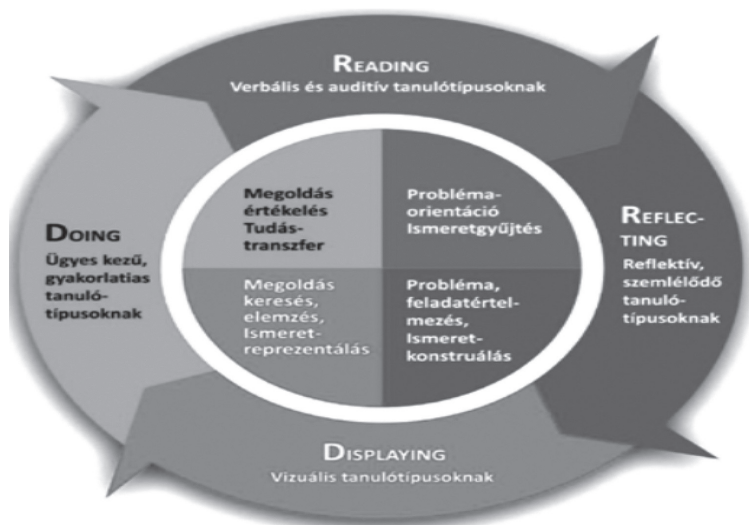 READING
Verbális és auditív tanulótípusoknak
Megoldás
értékelés
Tudás-
transzfer
Probléma-
orientáció
Ismeretgyűjtés
DOING
Ügyes kezű,
gyakorlatias
tanuló-
típusoknak
REFLEC-
TING
Reflektív,
szemlélődő
tanuló-
típusoknak
Megoldás
keresés,
elemzés,
Ismeret-
reprezentálás
Probléma,
feladatértel-
mezés,
Ismeret-
konstruálás
DISPLAYING
Vizuális tanulótípusoknak